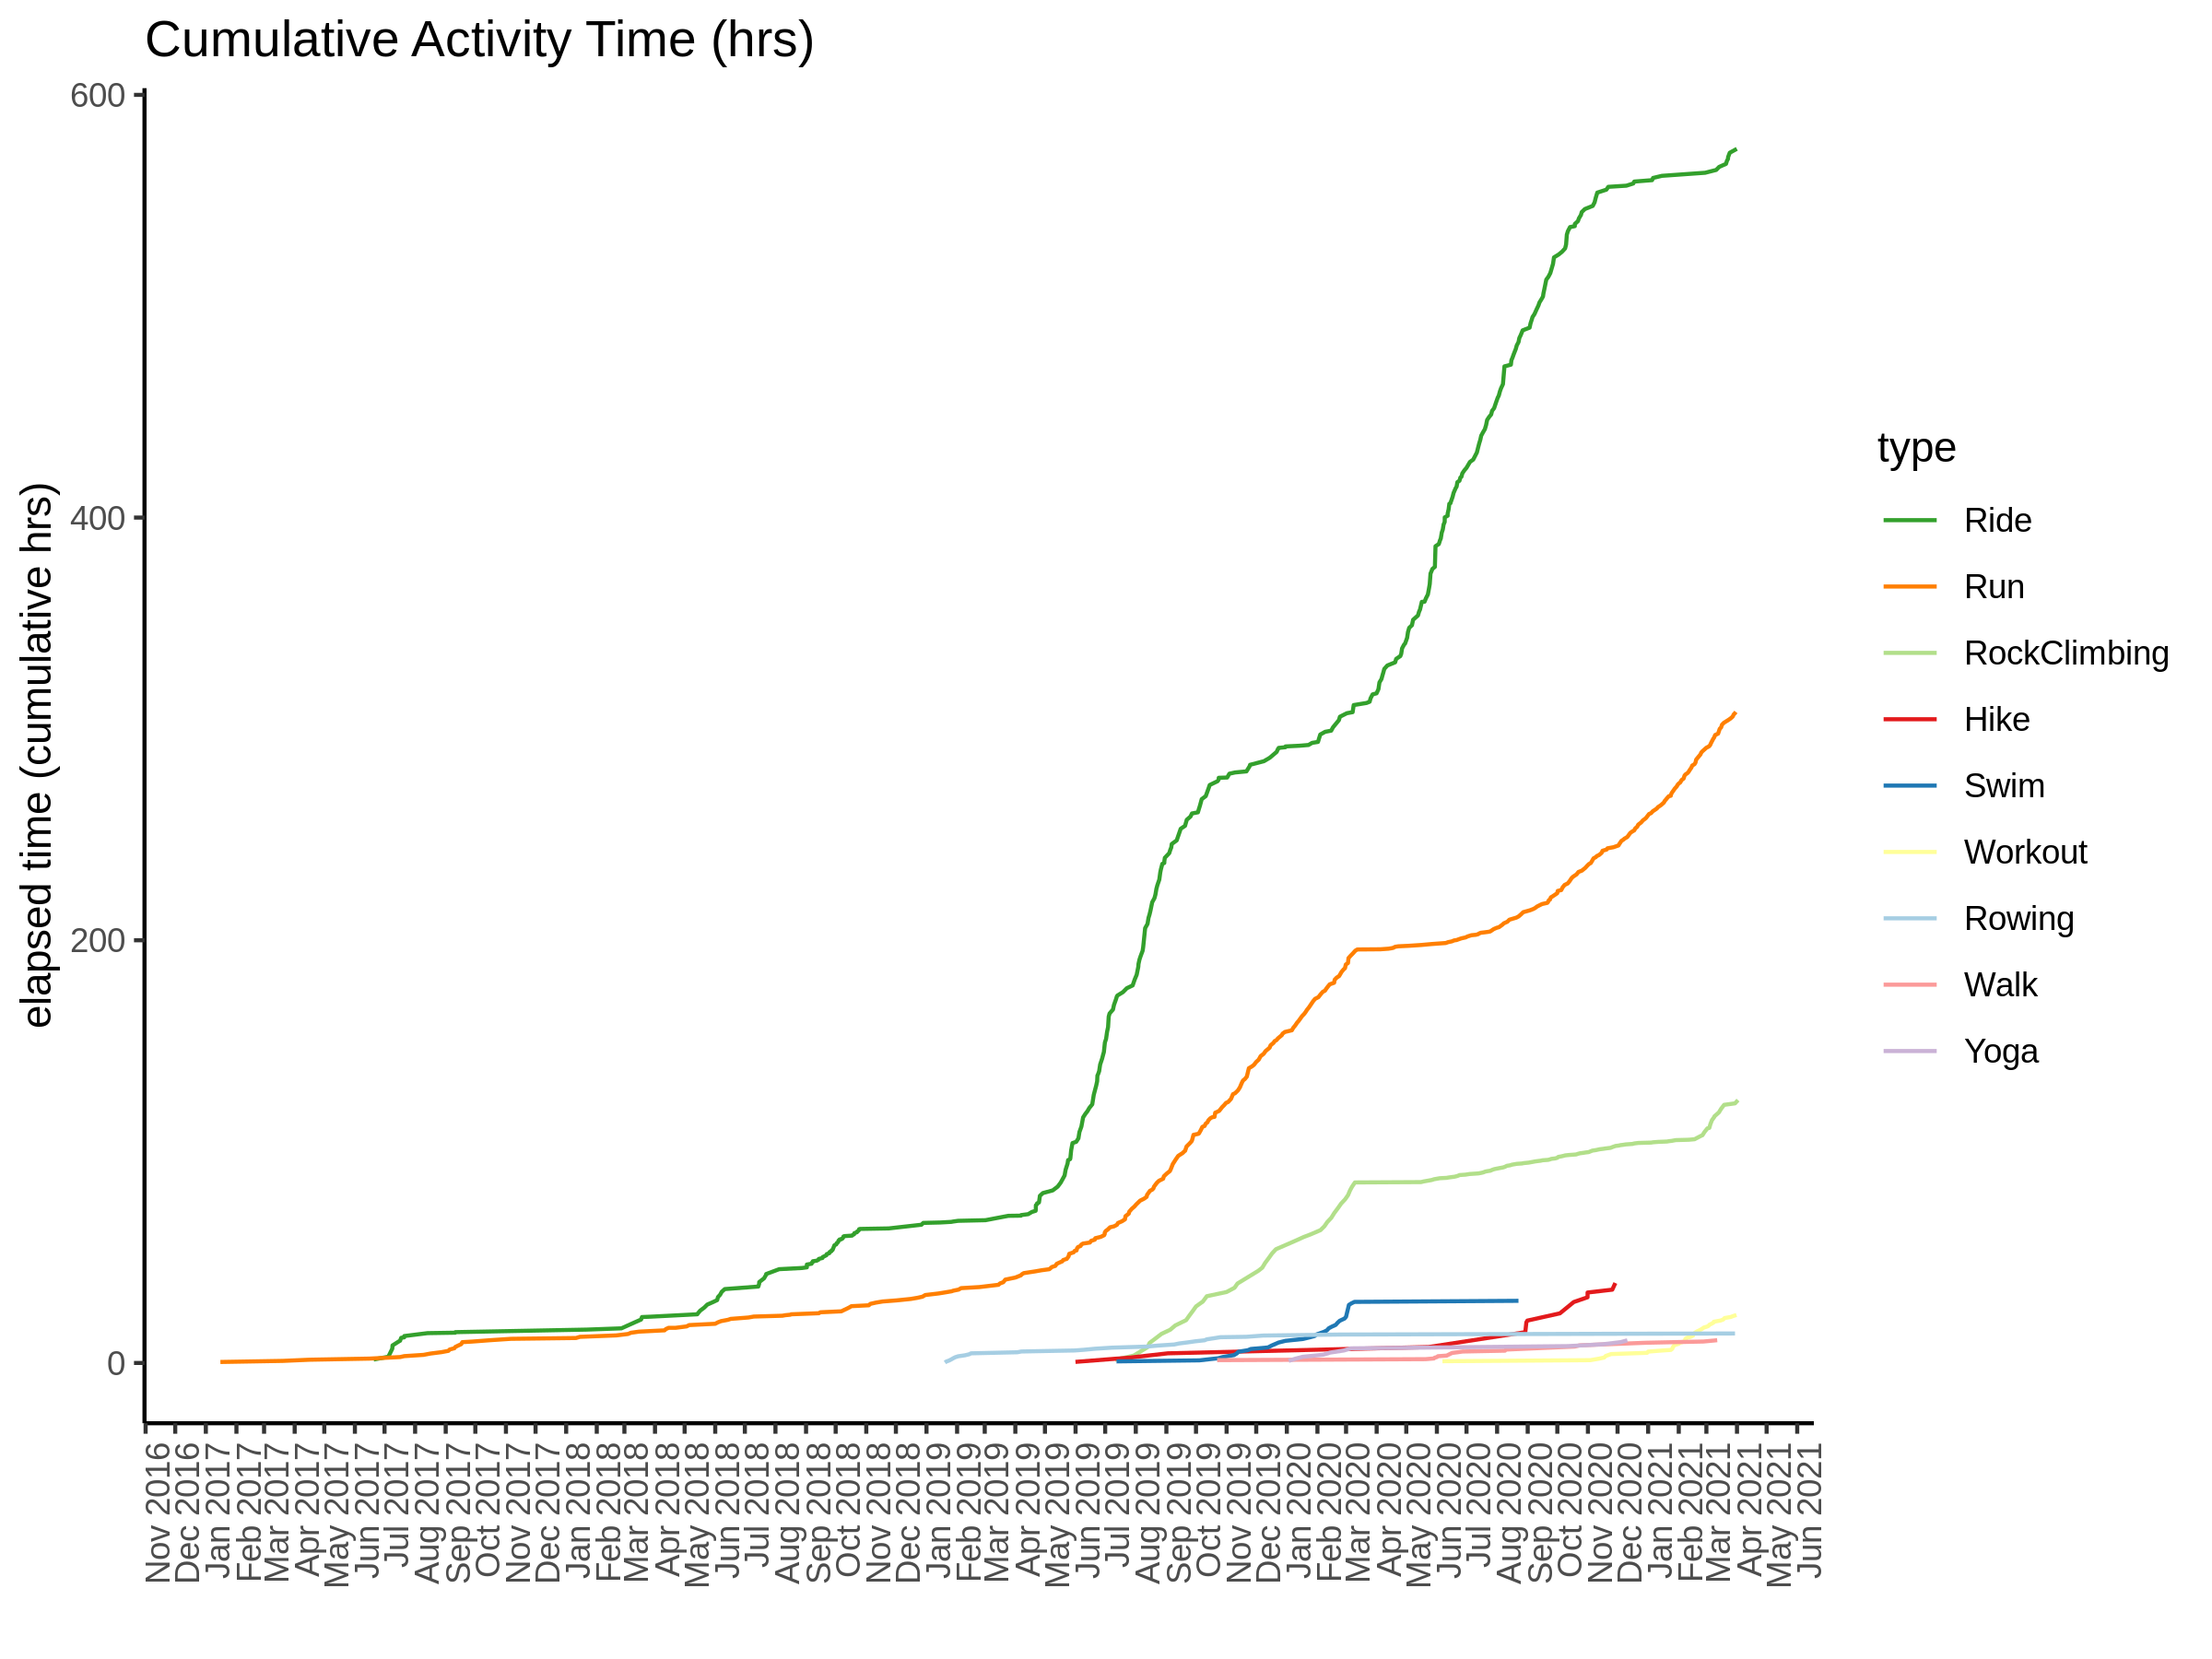 Cumulative Activity Time (hrs)
elapsed time (cumulative hrs)
600
400
200
0
Nov 2016
Dec 2016
Jan 2017
Feb 2017
Mar 2017
Apr 2017
May 2017
Jun 2017
Jul 2017
Aug 2017
Sep 2017
Oct 2017
Nov 2017
Dec 2017
Jan 2018
Feb 2018
Mar 2018
Apr 2018
May 2018
Jun 2018
Jul 2018
Aug 2018
Sep 2018
Oct 2018
Nov 2018
Dec 2018
Jan 2019
Feb 2019
Mar 2019
Apr 2019
May 2019
Jun 2019
Jul 2019
Aug 2019
Sep 2019
Oct 2019
Nov 2019
Dec 2019
Jan 2020
Feb 2020
Mar 2020
Apr 2020
May 2020
Jun 2020
Jul 2020
Aug 2020
Sep 2020
Oct 2020
Nov 2020
Dec 2020
Jan 2021
Feb 2021
Mar 2021
Apr 2021
May 2021
Jun 2021
type
Ride
Run
RockClimbing
Hike
Swim
Workout
Rowing
Walk
Yoga